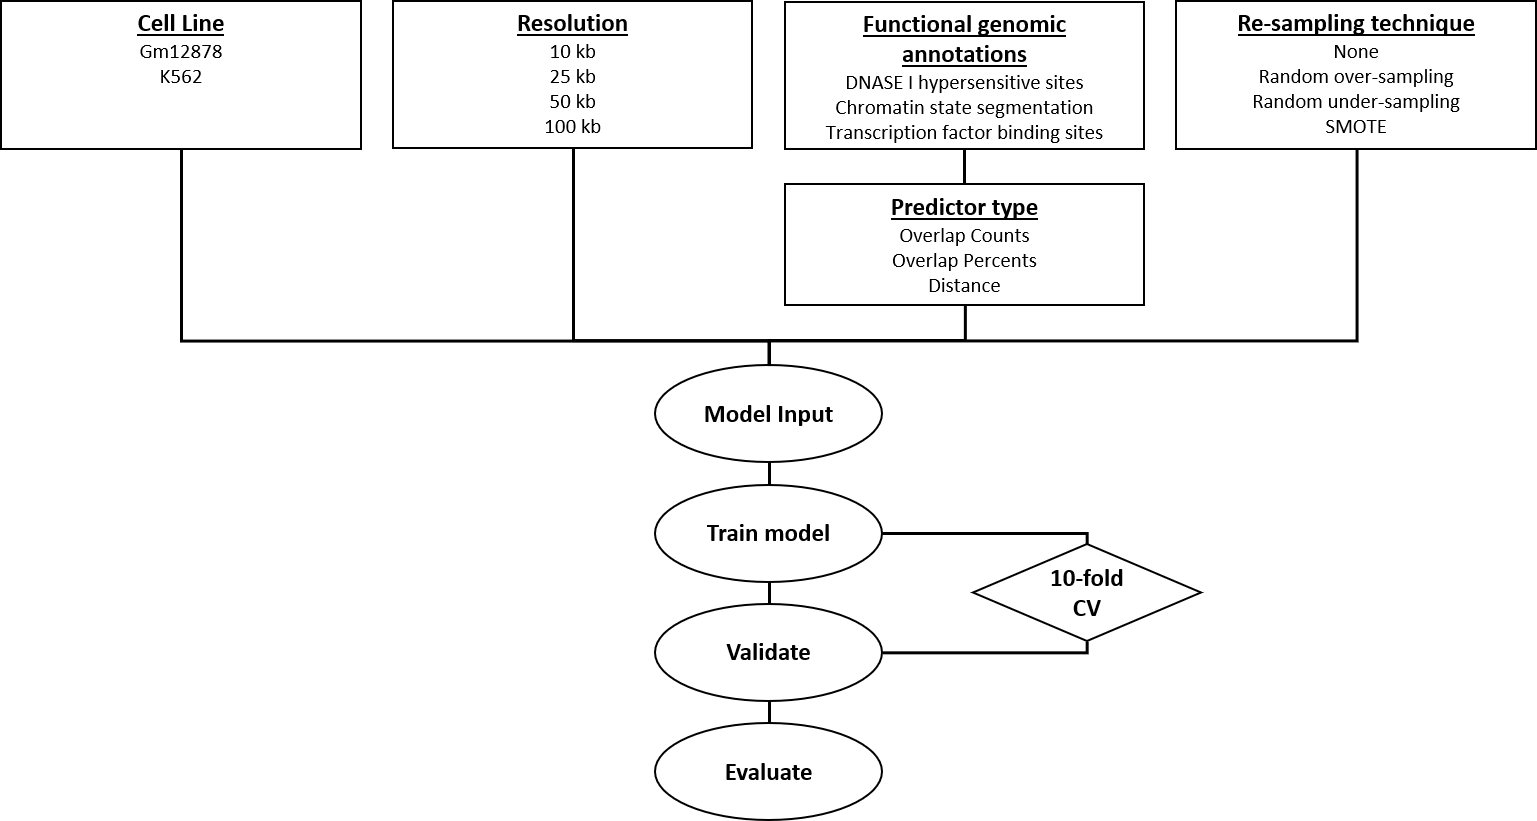 Cell Line
Gm12878
K562
Resolution
10 kb
25 kb
50 kb
100 kb
Functional genomic
annotations
DNASE I hypersensitive sites
Chromatin state segmentation
Transcription factor binding sites
Re-sampling technique
None
Random over-sampling
Random under-sampling
SMOTE
Predictor type
Overlap Counts
Overlap Percents
Distance
Model Input
Train model
10-fold
CV
Validate
Evaluate